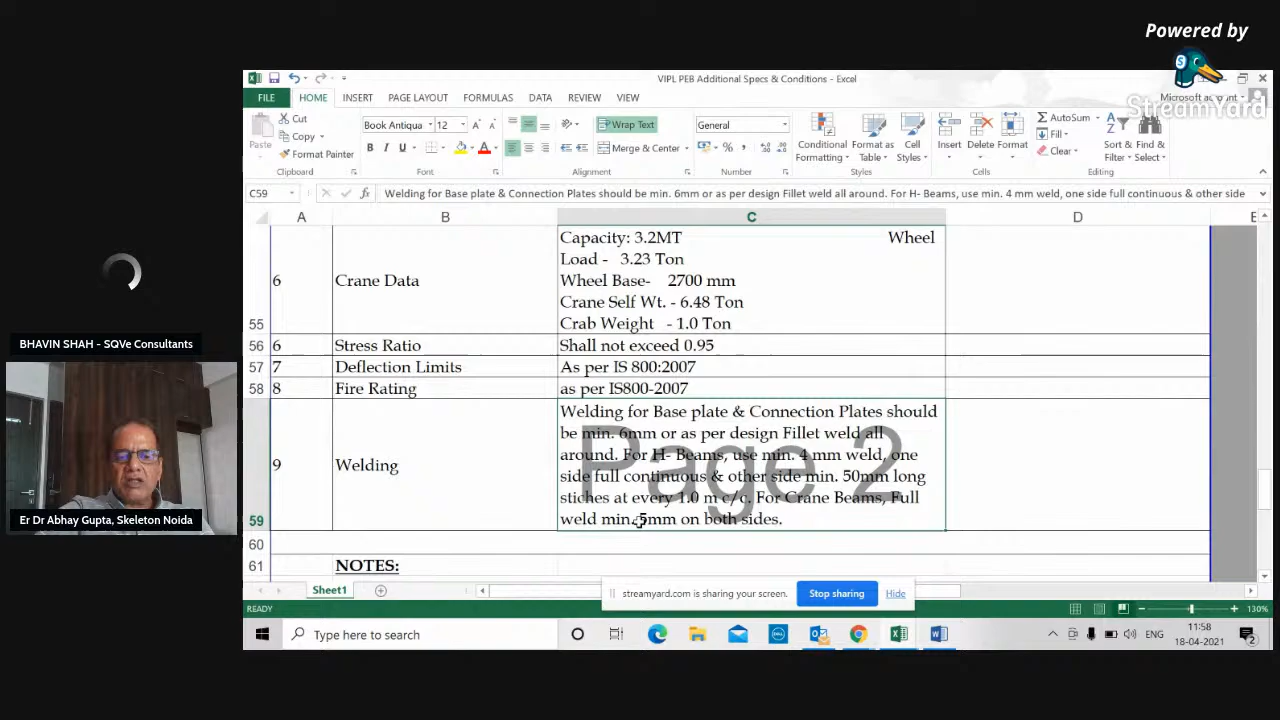 Powered by
StreamYard
VIPL PEB Additional Specs & Conditions - Excel
FILE HOME INSERT PAGE LAYOUT FORMULAS DATA REVIEW VIEW
Microsoft account
Cut
Copy
Format Painter
Paste
Clipboard
Book Antiqua 12
Font
Wrap Text
Merge & Center
Alignment
General
Number
Conditional Formatting
Format as Table
Cell Styles
Styles
Insert Delete Format
Cells
AutoSum
Fill
Clear
Sort & Filter
Find & Select
Editing
C59 fx Welding for Base plate & Connection Plates should be min. 6mm or as per design Fillet weld all around. For H- Beams, use min. 4 mm weld, one side full continuous & other side
A B C D E
55 6 Crane Data
Capacity: 3.2MT Wheel
Load - 3.23 Ton
Wheel Base- 2700 mm
Crane Self Wt. - 6.48 Ton
Crab Weight - 1.0 Ton
56 6 Stress Ratio Shall not exceed 0.95
57 7 Deflection Limits As per IS 800:2007
58 8 Fire Rating as per IS800-2007
59 9 Welding
Welding for Base plate & Connection Plates should
be min. 6mm or as per design Fillet weld all
around. For H- Beams, use min. 4 mm weld, one
side full continuous & other side min. 50mm long
stiches at every 1.0 m c/c. For Crane Beams, Full
weld min. 5mm on both sides.
Page 2
60
61 NOTES:
Sheet1
streamyard.com is sharing your screen. Stop sharing Hide
READY
130%
Type here to search
ENG
11:58
18-04-2021
2
BHAVIN SHAH - SQVe Consultants
Er Dr Abhay Gupta, Skeleton Noida